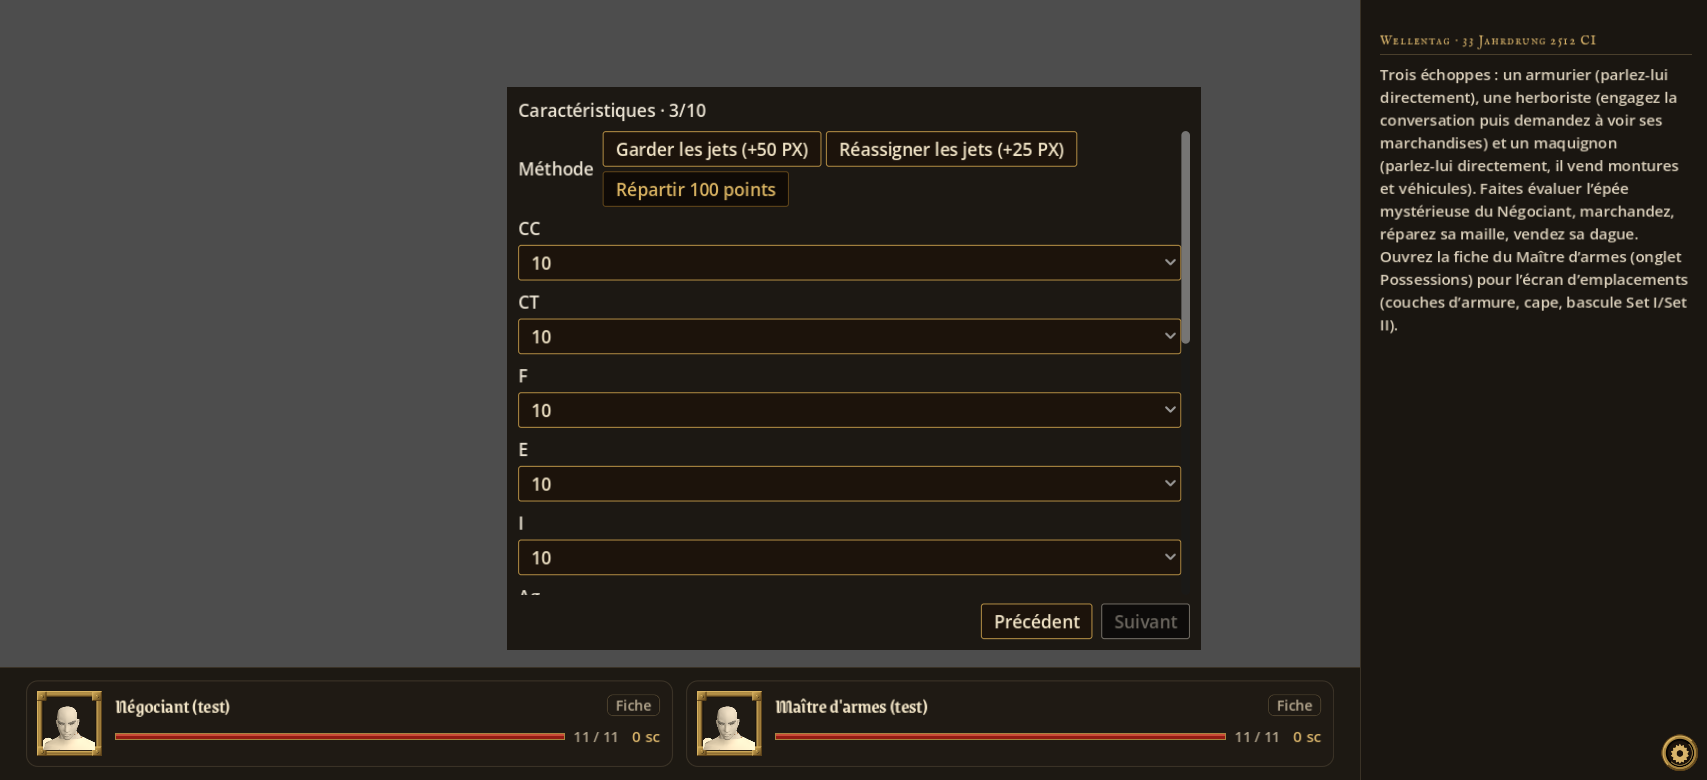 Caractéristiques · 3/10
Méthode
Garder les jets (+50 PX)
Réassigner les jets (+25 PX)
Répartir 100 points
CC
10
CT
10
F
10
E
10
I
10
Ag
Précédent
Suivant
Wellentag · 33 Jahrdrung 2512 CI
Trois échoppes : un armurier (parlez-lui
directement), une herboriste (engagez la
conversation puis demandez à voir ses
marchandises) et un maquignon
(parlez-lui directement, il vend montures
et véhicules). Faites évaluer l’épée
mystérieuse du Négociant, marchandez,
réparez sa maille, vendez sa dague.
Ouvrez la fiche du Maître d’armes (onglet
Possessions) pour l’écran d’emplacements
(couches d’armure, cape, bascule Set I/Set
II).
Négociant (test)
Fiche
11 / 11
0 sc
Maître d'armes (test)
Fiche
11 / 11
0 sc